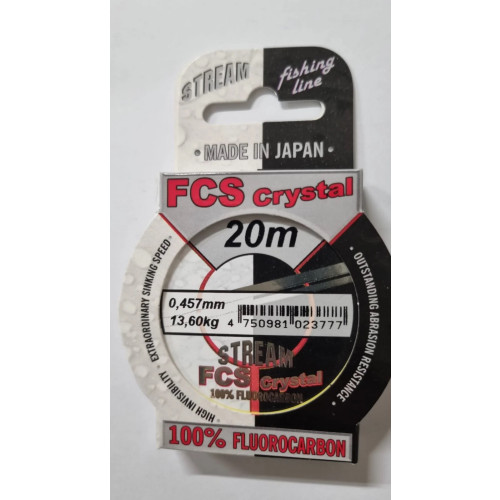 STREAM
fishing
line
• MADE IN JAPAN •
FCS Crystal
20m
HIGH INVISIBILITY • EXTRAORDINARY SINKING SPEED •
• OUTSTANDING ABRASION RESISTANCE •
0,457mm
13,60kg
4 750981 023777
STREAM
FCS Crystal
100% FLUOROCARBON
100% FLUOROCARBON